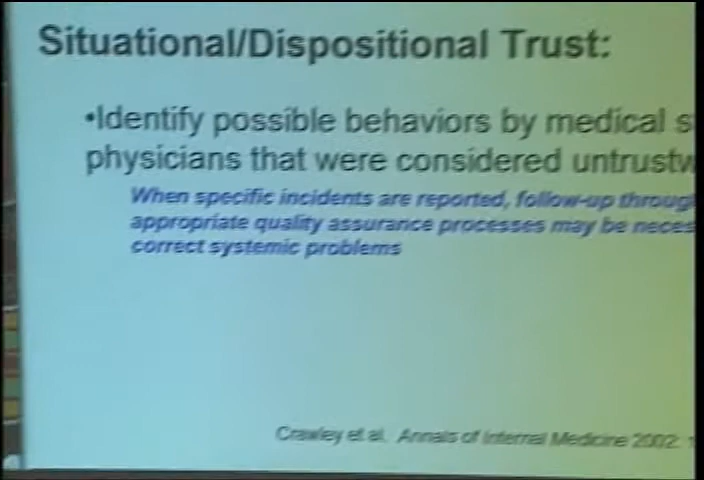 Situational/Dispositional Trust:
•Identify possible behaviors by medical s
physicians that were considered untrustw
When specific incidents are reported, follow-up throug
appropriate quality assurance processes may be neces
correct systemic problems
Crawley et al. Annals of Internal Medicine 2002: